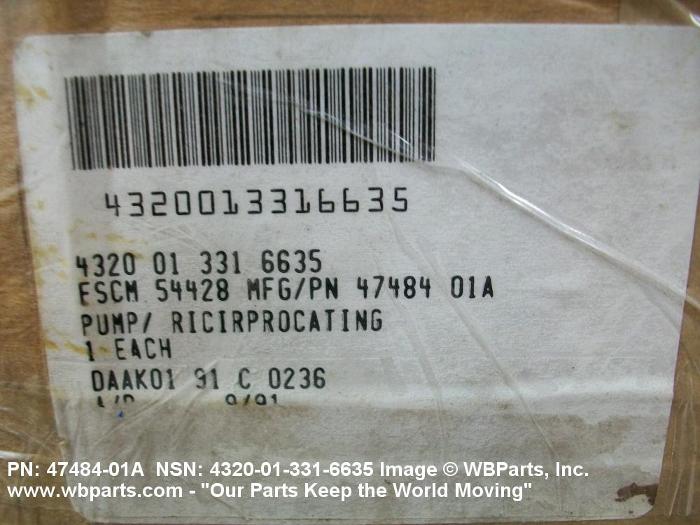 4320013316635
4320 01 331 6635
FSCM 54428 MFG/PN 47484 01A
PUMP/ RICIRPROCATING
1 EACH
DAAK01 91 C 0236
9/91
PN: 47484-01A NSN: 4320-01-331-6635 Image © WBParts, Inc.
www.wbparts.com - "Our Parts Keep the World Moving"